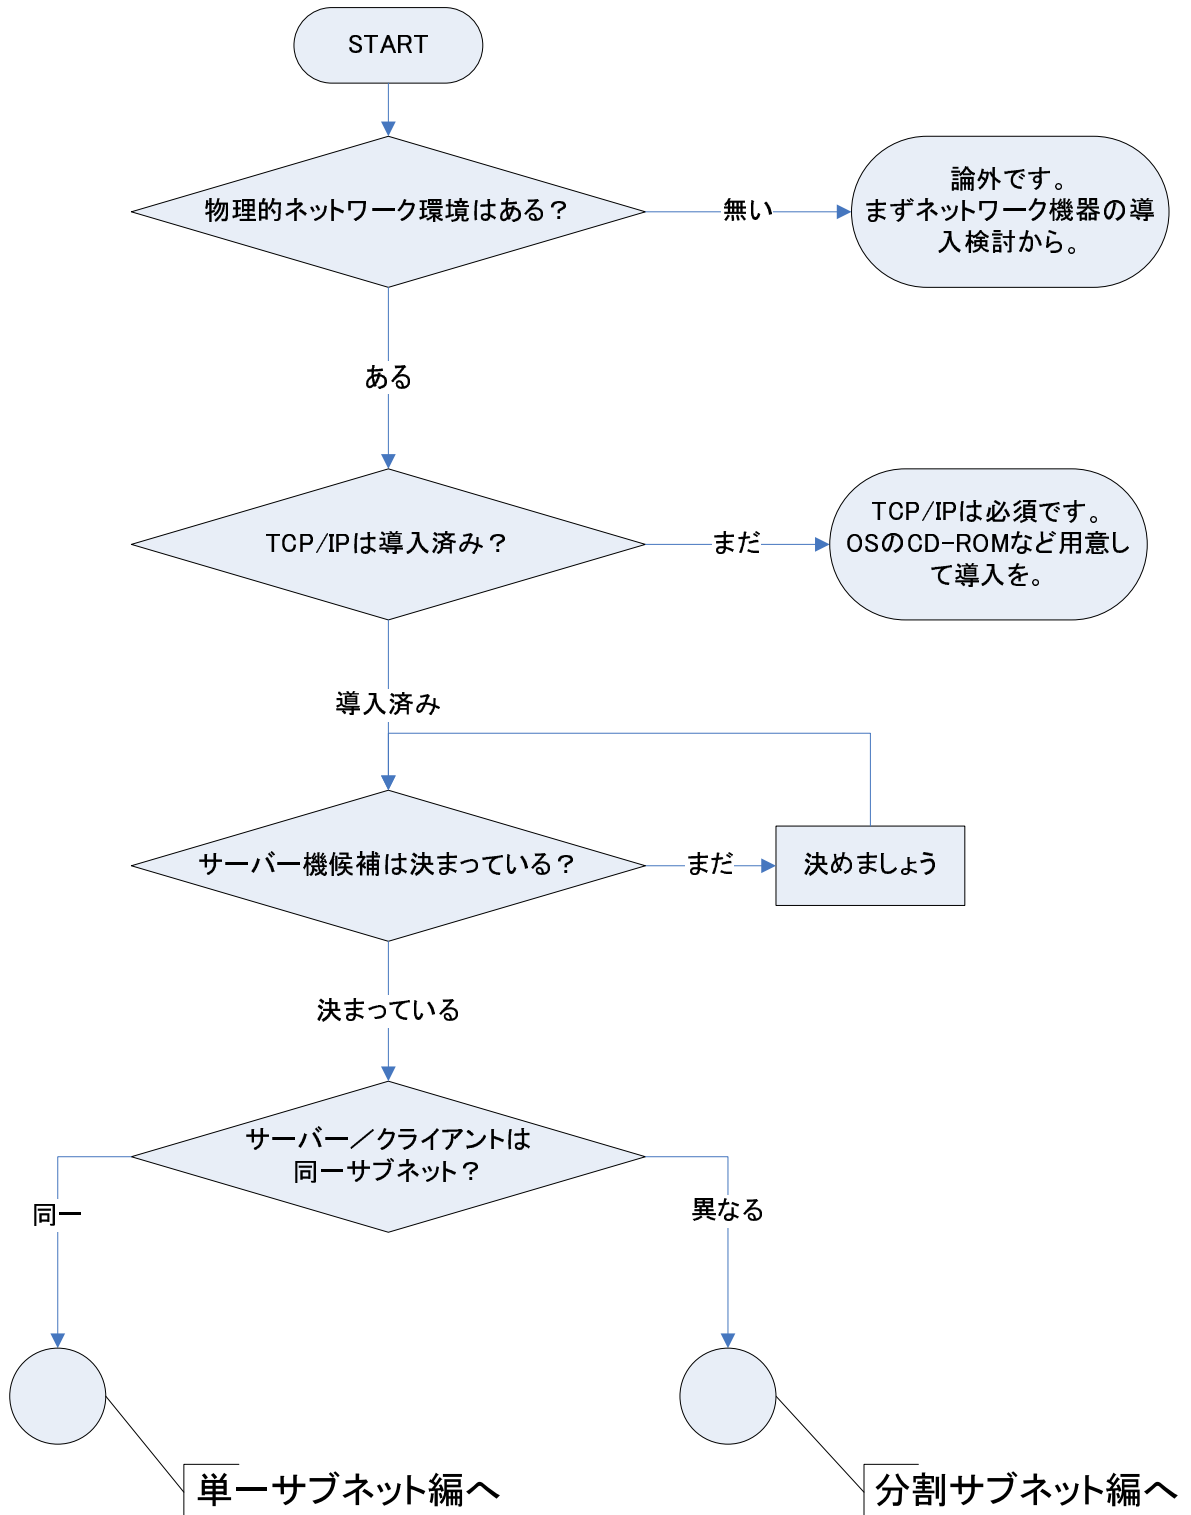 START
物理的ネットワーク環境はある？
無い
論外です。
まずネットワーク機器の導
入検討から。
ある
TCP/IPは導入済み？
まだ
TCP/IPは必須です。
OSのCD-ROMなど用意し
て導入を。
導入済み
サーバー機候補は決まっている？
まだ
決めましょう
決まっている
サーバー／クライアントは
同一サブネット？
同一
異なる
単一サブネット編へ
分割サブネット編へ